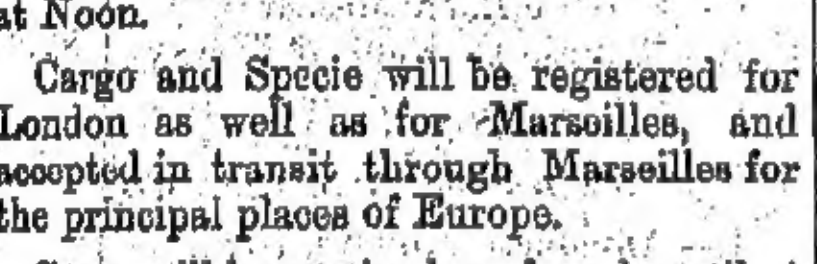 at Noon.
Cargo and Specie will be registered for
London as well as for Marseilles, and
accepted in transit through Marseilles for
the principal places of Europe.